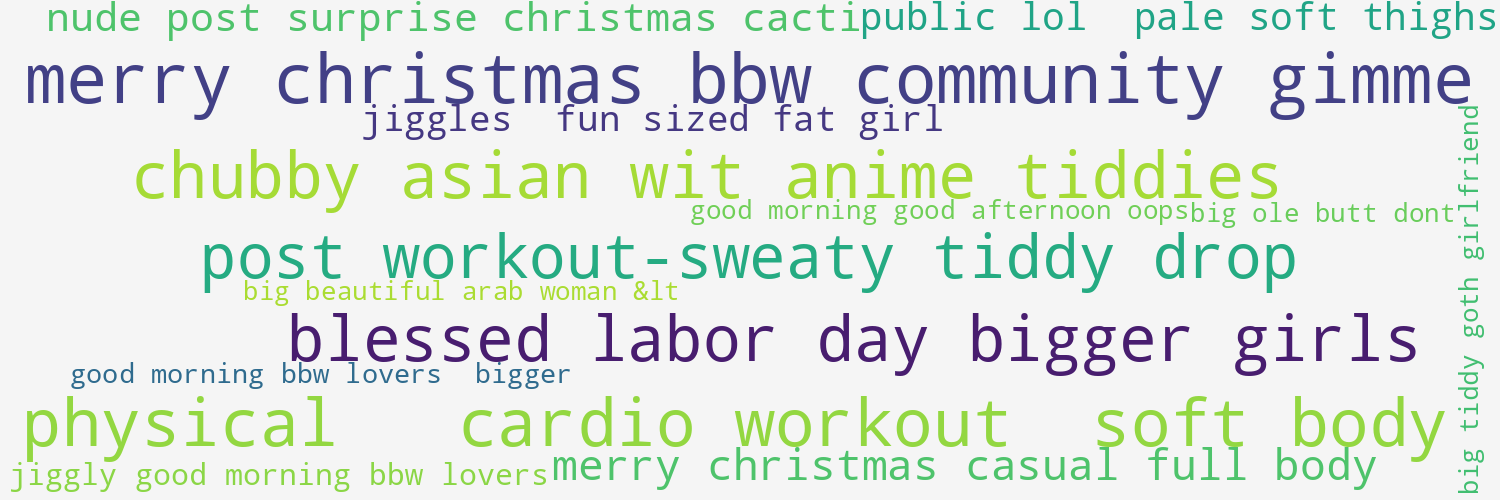 nude post surprise christmas cacti
public lol pale soft thighs
merry christmas bbw community gimme
jiggles fun sized fat girl
chubby asian wit anime tiddies
good morning good afternoon oops
big ole butt dont
post workout-sweaty tiddy drop
big beautiful arab woman &lt
blessed labor day bigger girls
good morning bbw lovers bigger
physical cardio workout soft body
merry christmas casual full body
jiggly good morning bbw lovers
big tiddy goth girlfriend